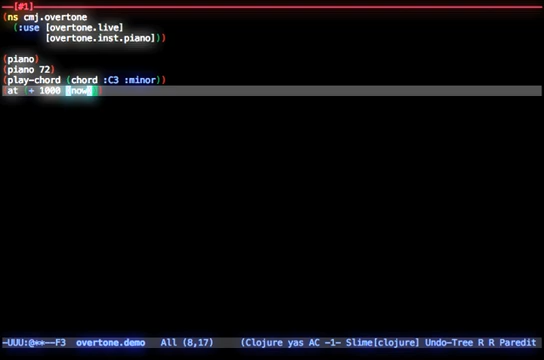 [#1]
(ns cmj.overtone
(:use [overtone.live]
[overtone.inst.piano]))
(piano)
(piano 72)
(play-chord (chord :C3 :minor))
(at (+ 1000 (now)))
-UUU:@**--F3 overtone.demo All (8,17) (Clojure yas AC -1- Slime[clojure] Undo-Tree R R Paredit